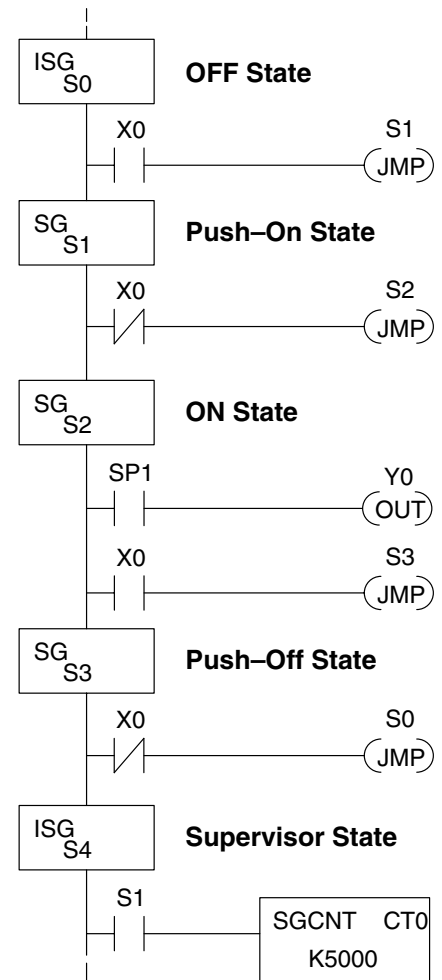 ISG
S0
OFF State
X0
S1
JMP
SG
S1
Push–On State
X0
S2
JMP
SG
S2
ON State
SP1
Y0
OUT
X0
S3
JMP
SG
S3
Push–Off State
X0
S0
JMP
ISG
S4
Supervisor State
S1
SGCNT CT0
K5000